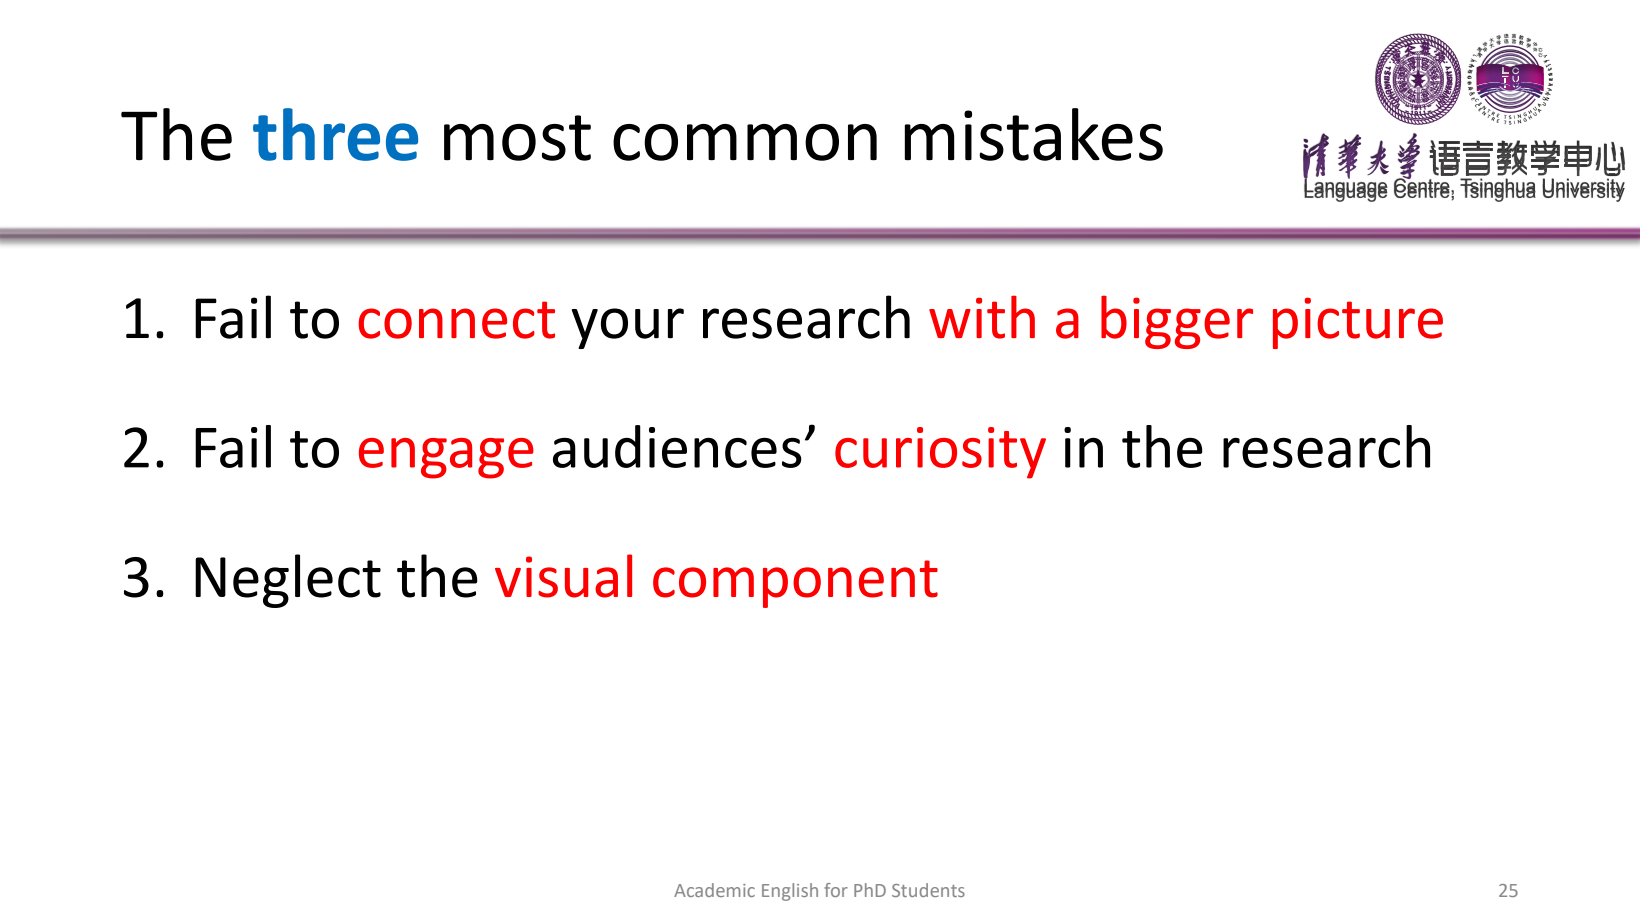 The three most common mistakes
清华大学语言教学中心
Language Centre, Tsinghua University
1. Fail to connect your research with a bigger picture
2. Fail to engage audiences’ curiosity in the research
3. Neglect the visual component
Academic English for PhD Students
25